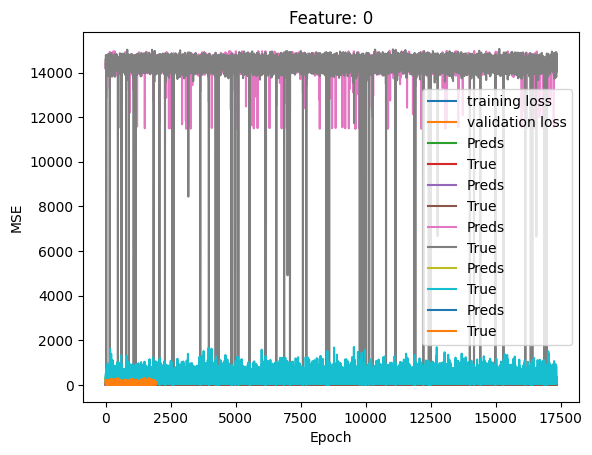 Feature: 0
14000
12000
10000
8000
6000
4000
2000
0
MSE
training loss
validation loss
Preds
True
Preds
True
Preds
True
Preds
True
Preds
True
0
2500
5000
7500
10000
12500
15000
17500
Epoch